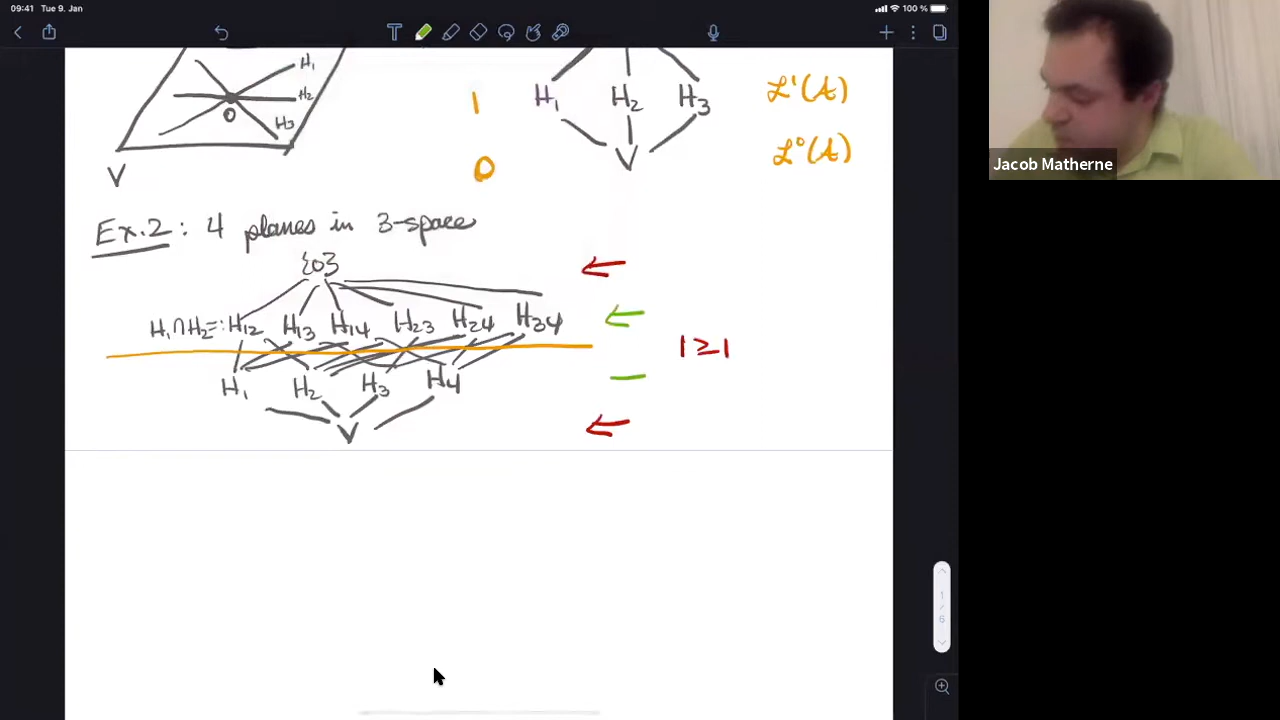 09:41 Tue 9. Jan
100 %
H₁
H₂
H₃
O
V
1
H₁ H₂ H₃
ℒ¹(A)
0
V
ℒ⁰(A)
Jacob Matherne
Ex.2: 4 planes in 3-space
{0}
H₁∩H₂=:H₁₂ H₁₃ H₁₄ H₂₃ H₂₄ H₃₄
1≥1
H₁ H₂ H₃ H₄
V
1
/
6